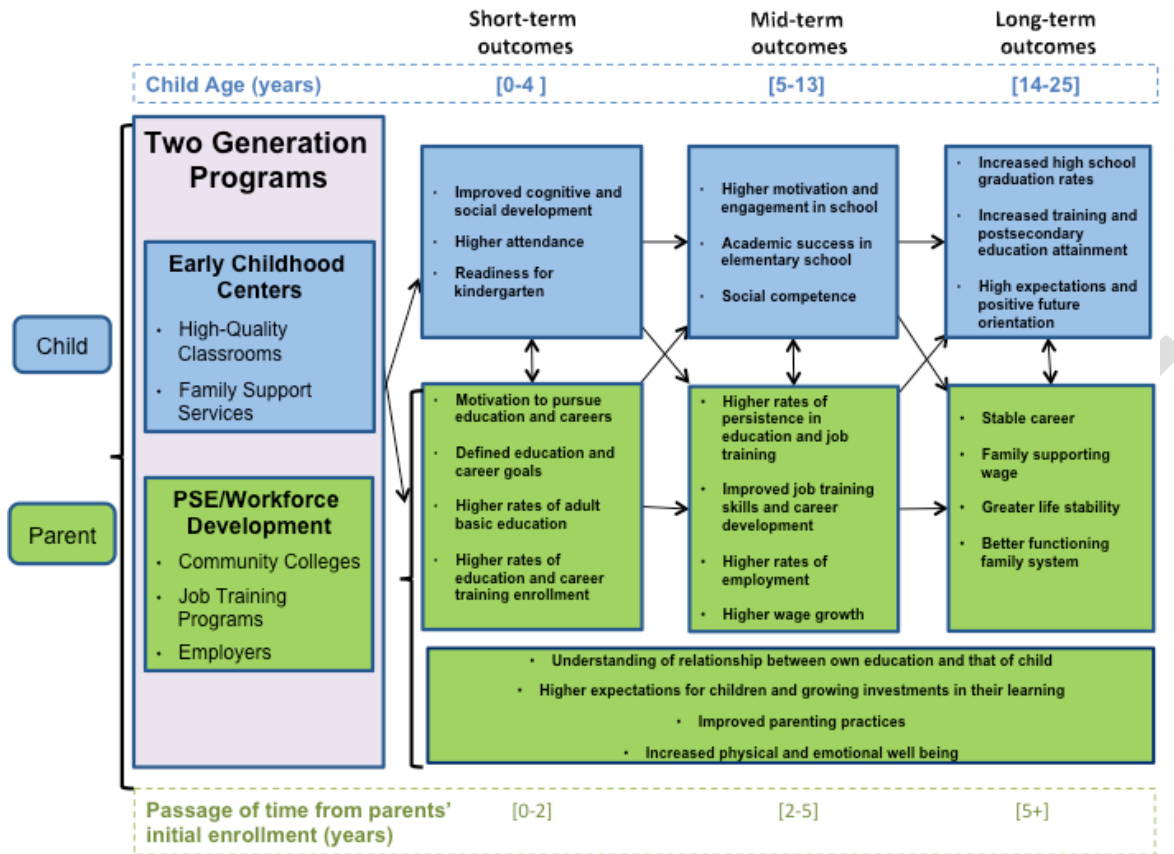 Short-term
outcomes
Mid-term
outcomes
Long-term
outcomes
Child Age (years)
[0-4 ]
[5-13]
[14-25]
Two Generation
Programs
Early Childhood
Centers
• High-Quality
Classrooms
• Family Support
Services
PSE/Workforce
Development
• Community Colleges
• Job Training
Programs
• Employers
Child
Parent
· Improved cognitive and
social development
· Higher attendance
· Readiness for
kindergarten
· Higher motivation and
engagement in school
· Academic success in
elementary school
· Social competence
· Increased high school
graduation rates
· Increased training and
postsecondary
education attainment
· High expectations and
positive future
orientation
· Motivation to pursue
education and careers
· Defined education and
career goals
· Higher rates of adult
basic education
· Higher rates of
education and career
training enrollment
· Higher rates of
persistence in
education and job
training
· Improved job training
skills and career
development
· Higher rates of
employment
· Higher wage growth
• Stable career
• Family supporting
wage
• Greater life stability
• Better functioning
family system
• Understanding of relationship between own education and that of child
• Higher expectations for children and growing investments in their learning
• Improved parenting practices
• Increased physical and emotional well being
Passage of time from parents'
initial enrollment (years)
[0-2]
[2-5]
[5+]